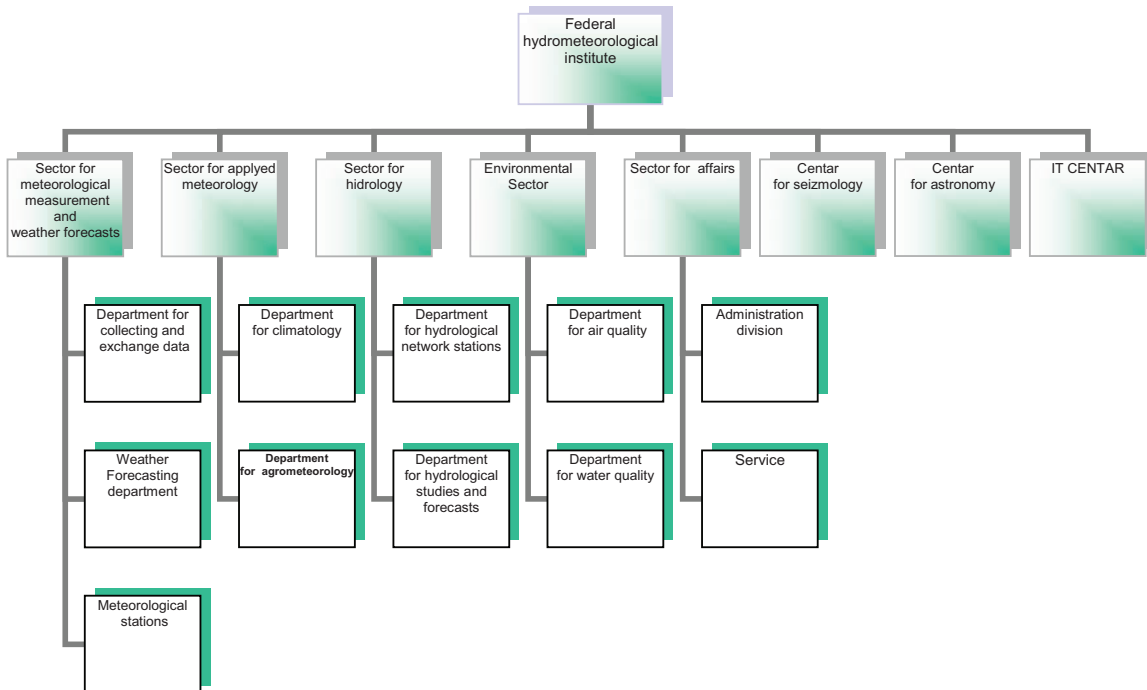 Federal
hydrometeorological
institute
Sector for
meteorological
measurement
and
weather forecasts
Sector for applyed
meteorology
Sector for
hidrology
Environmental
Sector
Sector for affairs
Centar
for seizmology
Centar
for astronomy
IT CENTAR
Department for
collecting and
exchange data
Department
for climatology
Department
for hydrological
network stations
Department
for air quality
Administration
division
Weather
Forecasting
department
Department
for agrometeorology
Department
for hydrological
studies and
forecasts
Department
for water quality
Service
Meteorological
stations